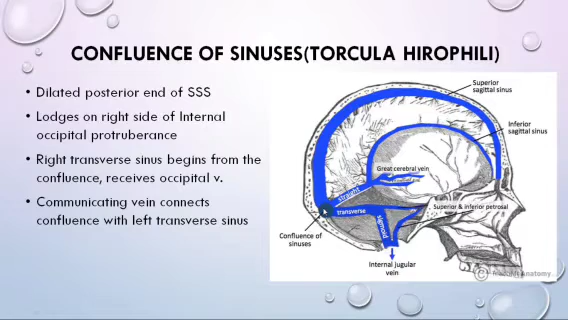 CONFLUENCE OF SINUSES(TORCULA HIROPHILI)
• Dilated posterior end of SSS
• Lodges on right side of Internal
occipital protruberance
• Right transverse sinus begins from the
confluence, receives occipital v.
• Communicating vein connects
confluence with left transverse sinus
Superior
sagittal sinus
Inferior
sagittal sinus
Great cerebral vein
straight
transverse
sigmoid
Superior & inferior petrosal
Confluence of
sinuses
Internal jugular
vein
© Anatomy